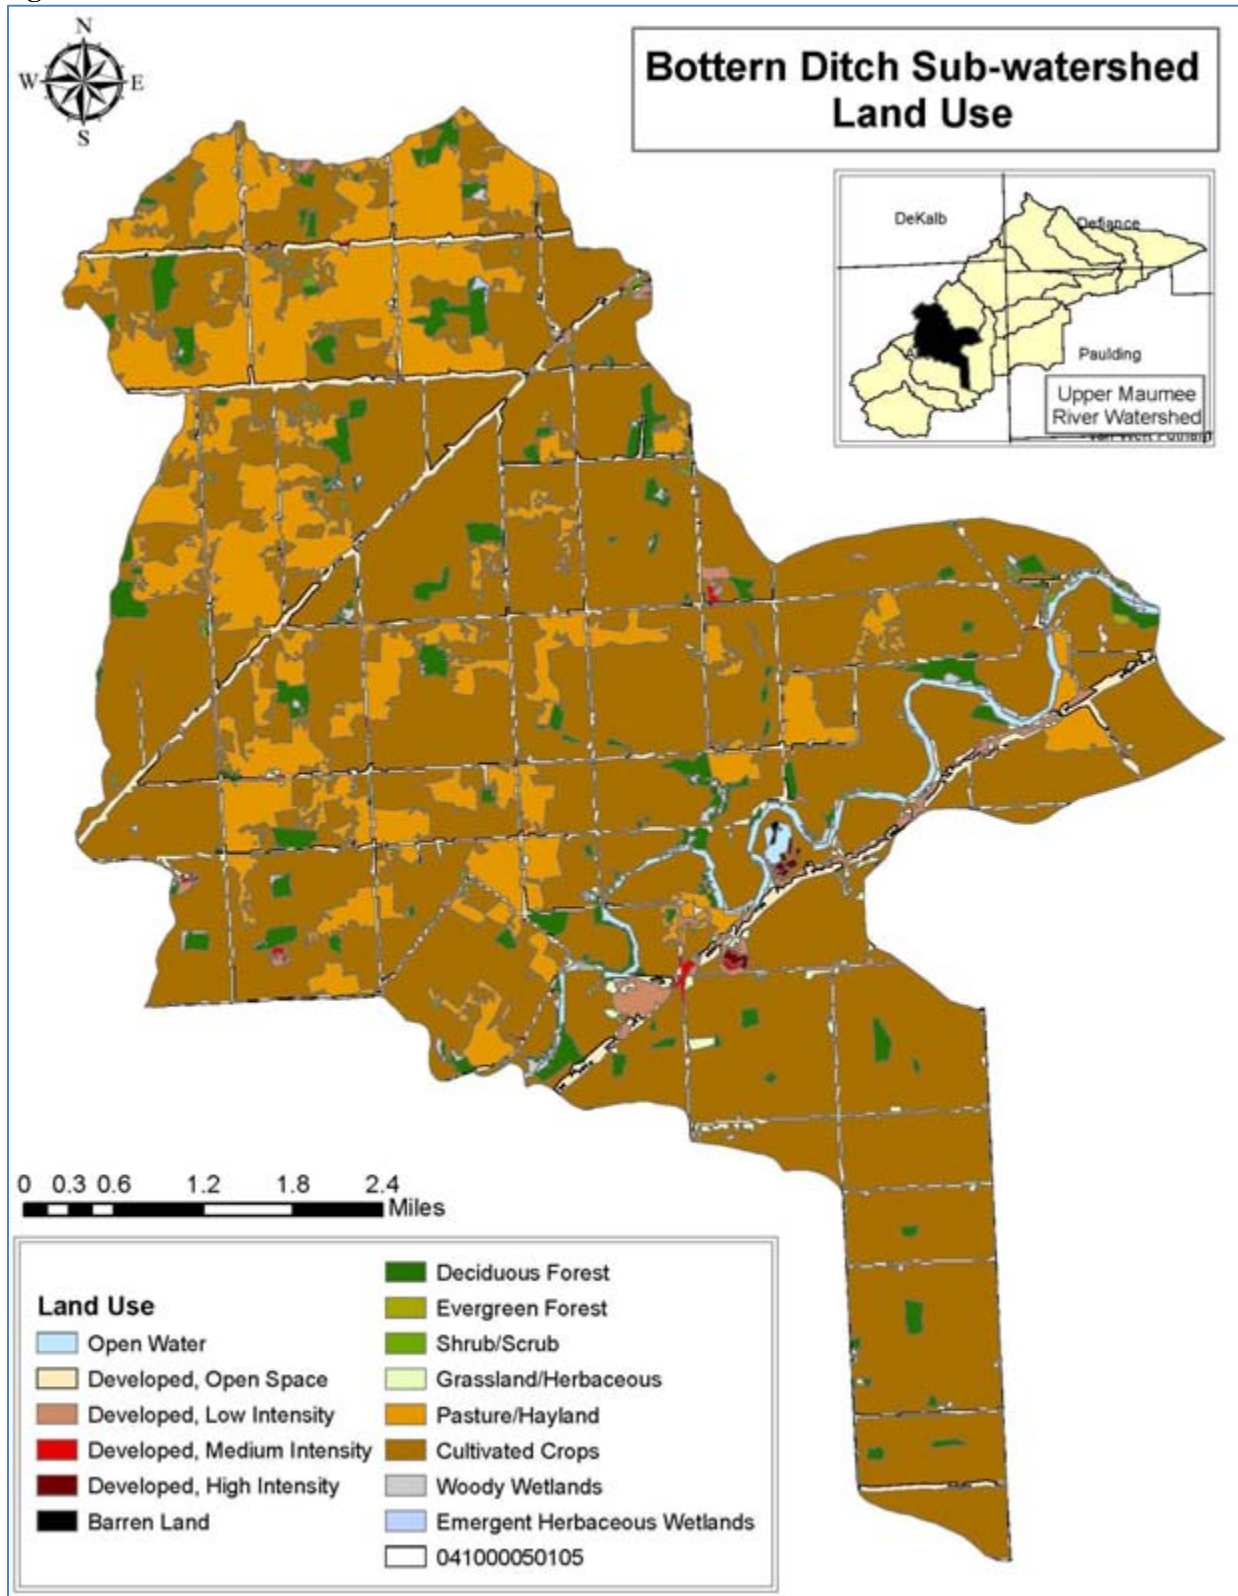 N
W E
S
Bottern Ditch Sub-watershed
Land Use
DeKalb
Defiance
Paulding
Upper Maumee
River Watershed
0 0.3 0.6 1.2 1.8 2.4
Miles
Land Use
Open Water
Developed, Open Space
Developed, Low Intensity
Developed, Medium Intensity
Developed, High Intensity
Barren Land
Deciduous Forest
Evergreen Forest
Shrub/Scrub
Grassland/Herbaceous
Pasture/Hayland
Cultivated Crops
Woody Wetlands
Emergent Herbaceous Wetlands
041000050105